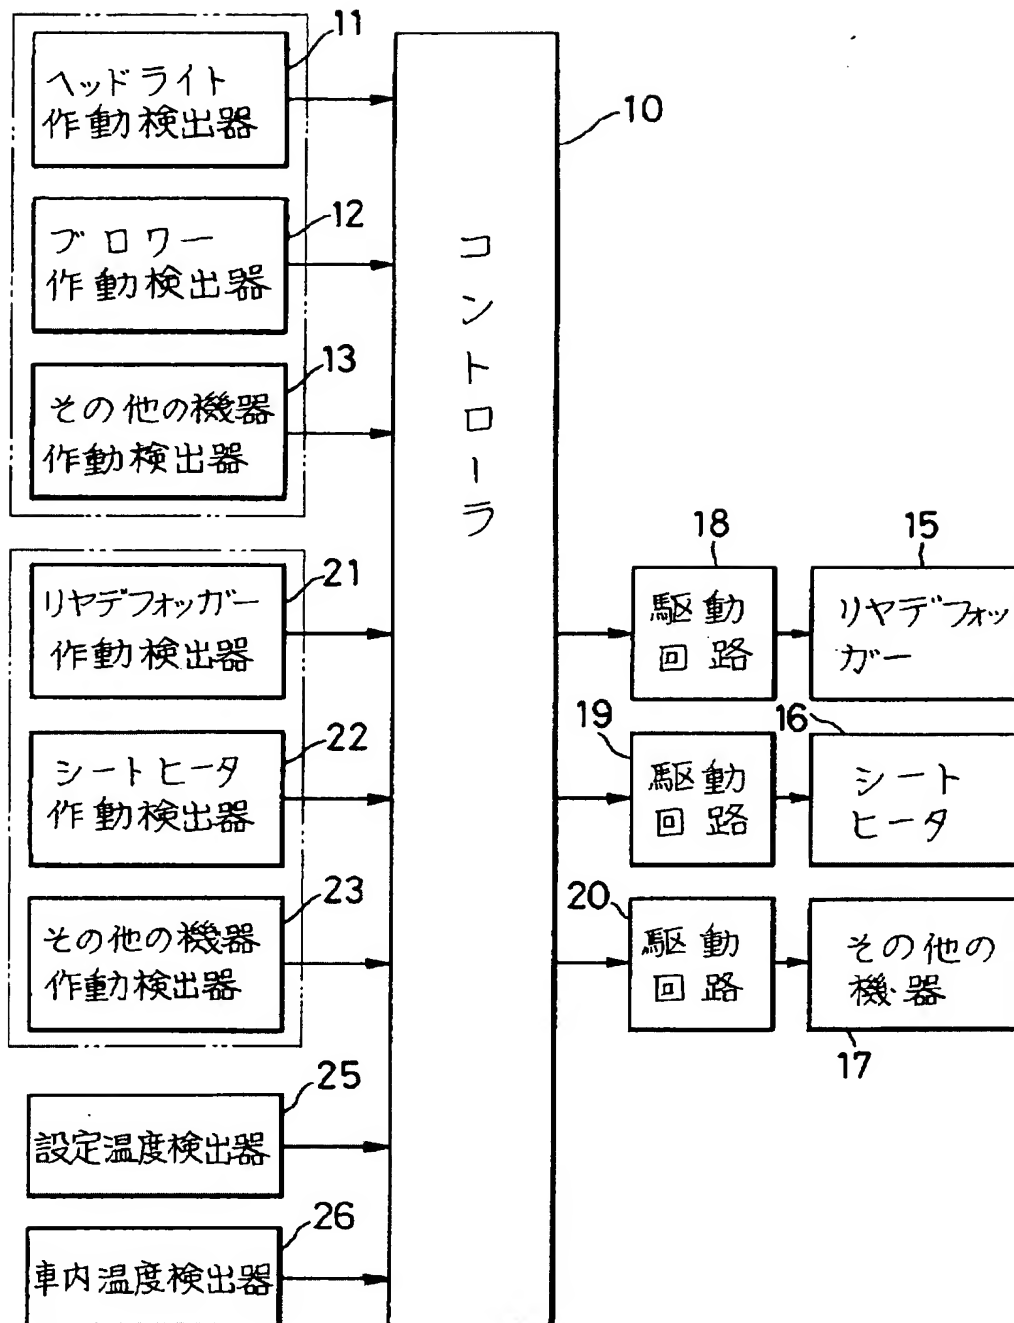 11
ヘッドライト
作動検出器
12
ブロワー
作動検出器
13
その他の機器
作動検出器
21
リヤデフォッガー
作動検出器
22
シートヒータ
作動検出器
23
その他の機器
作動検出器
25
設定温度検出器
26
車内温度検出器
10
コントローラ
18
駆動
回路
15
リヤデフォッ
ガー
19
駆動
回路
16
シート
ヒータ
20
駆動
回路
その他の
機器
17